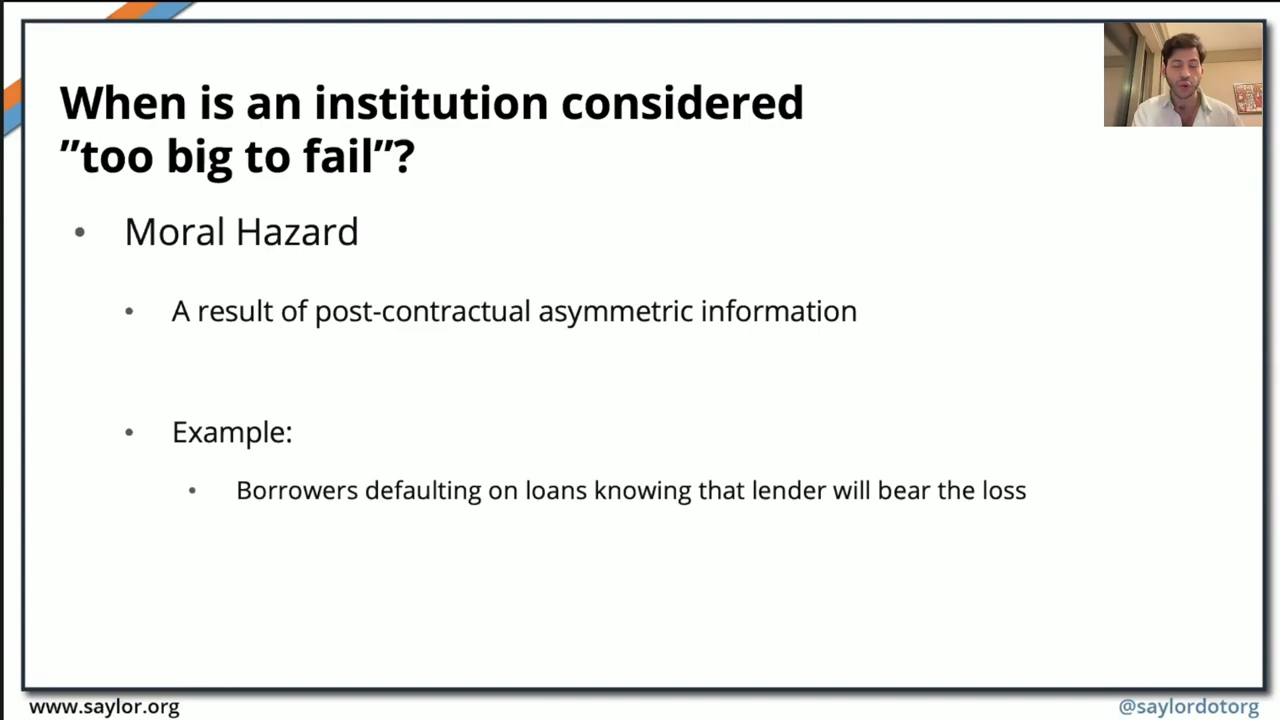 When is an institution considered
”too big to fail”?
• Moral Hazard
• A result of post-contractual asymmetric information
• Example:
• Borrowers defaulting on loans knowing that lender will bear the loss
www.saylor.org
@saylordotorg